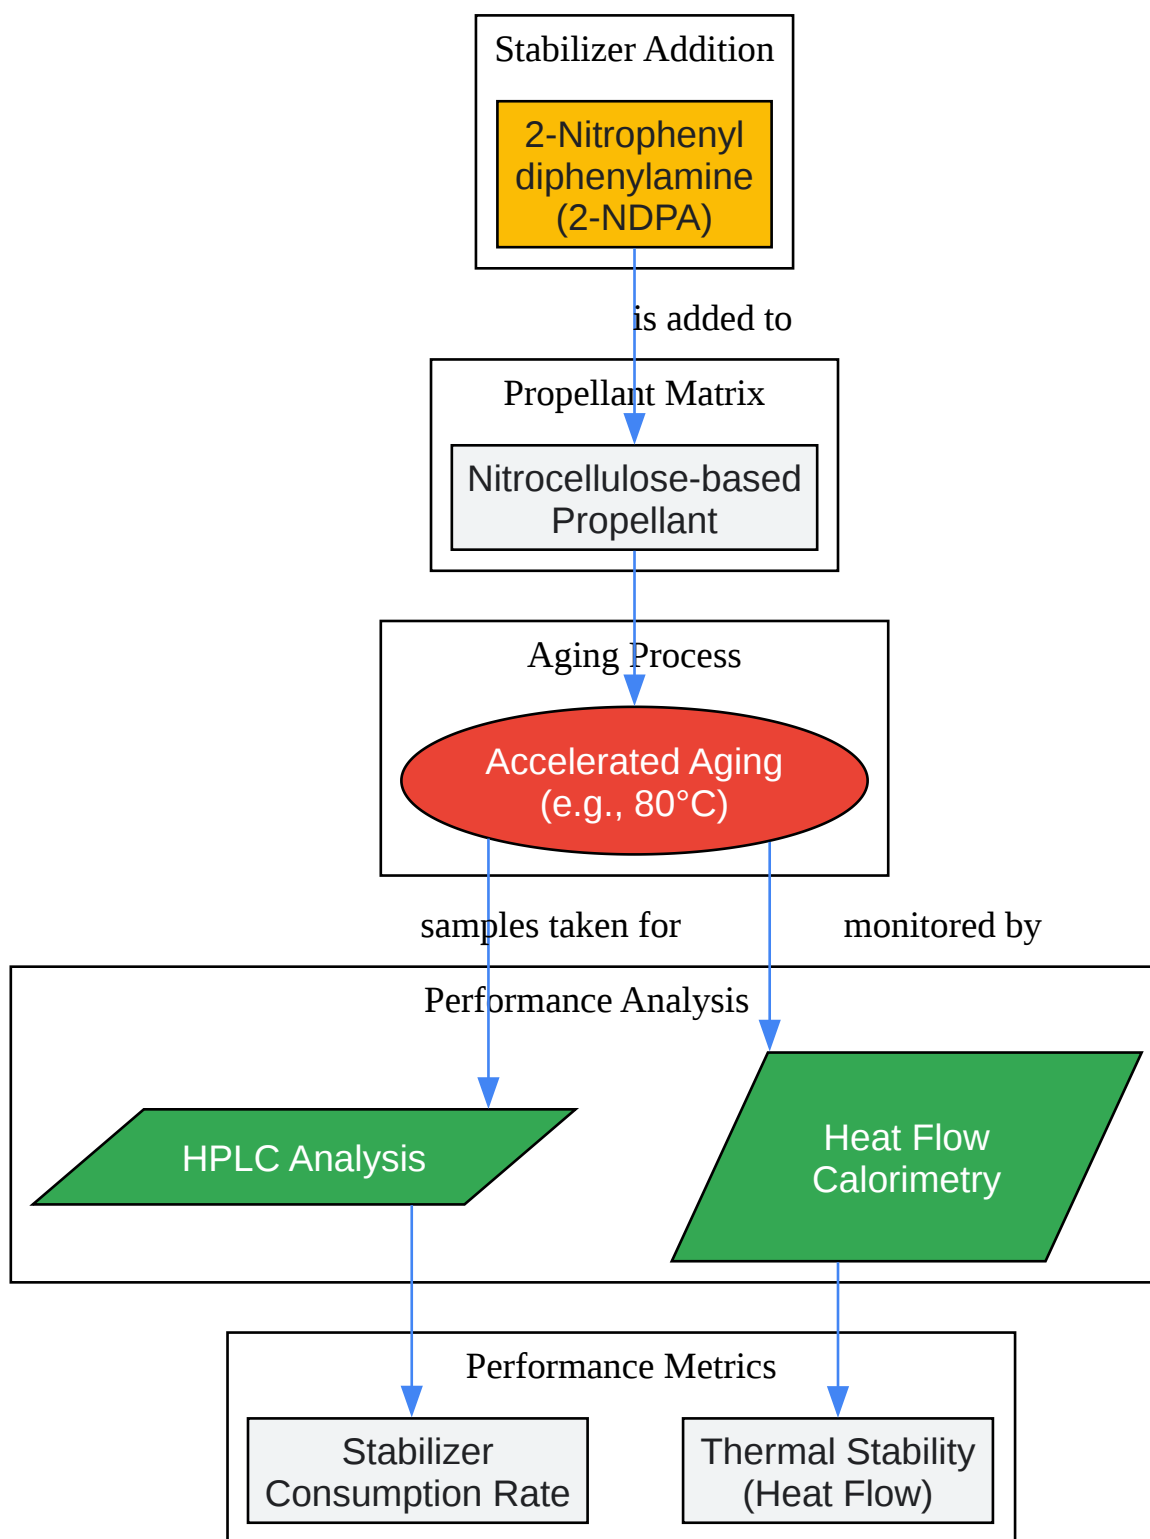 Stabilizer Addition
2-Nitrophenyl
diphenylamine
(2-NDPA)
is added to
Propellant Matrix
Nitrocellulose-based
Propellant
Aging Process
Accelerated Aging
(e.g., 80°C)
samples taken for
monitored by
Performance Analysis
HPLC Analysis
Heat Flow
Calorimetry
Performance Metrics
Stabilizer
Consumption Rate
Thermal Stability
(Heat Flow)